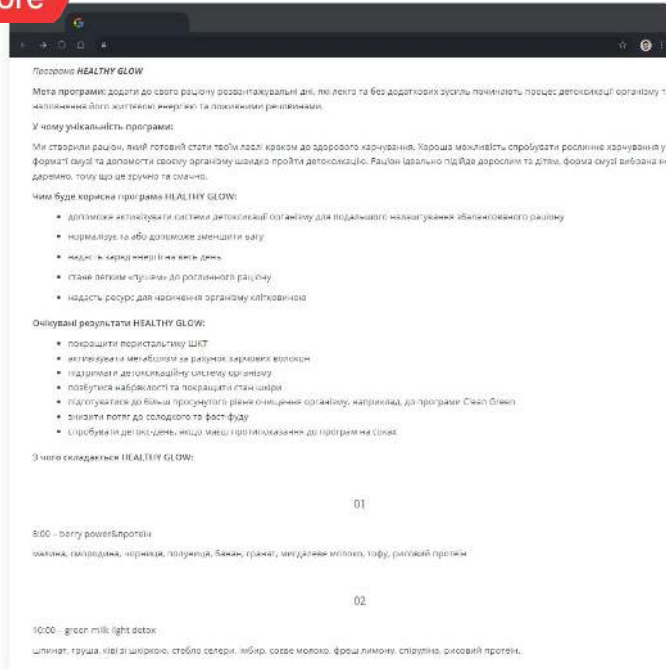 ore
Програма HEALTHY GLOW
Мета програми: додати до свого раціону розвантажувальні дні, які легко та без додаткових зусиль починають процес детоксикації організму т
наповнення його життєвою енергією та поживними речовинами.
У чому унікальність програми:
Ми створили раціон, який готовий стати твоїм лавлі кроком до здорового харчування. Хороша можливість спробувати рослинне харчування у
форматі смузі та допомогти своєму організму швидко пройти детоксикацію. Раціон ідеально підійде дорослим та дітям, форма смузі вибрана не
даремно, тому що це зручно та смачно.
Чим буде корисна програма HEALTHY GLOW:
допоможе активізувати системи детоксикації організму для подальшого налаштування збалансованого раціону
нормалізує та або допоможе зменшити вагу
надасть заряд енергії на весь день
стане легким «пушем» до рослинного раціону
надасть ресурс для насичення організму клітковиною
Очікувані результати HEALTHY GLOW:
покращити перистальтику ШКТ
активізувати метаболізм за рахунок харчових волокон
підтримати детоксикаційну систему організму
позбутися набряклості та покращити стан шкіри
підготуватися до більш просунутого рівня очищення організму, наприклад, до програми Clean Green
знизити потяг до солодкого та фаст-фуду
спробувати детокс-день, якщо маєш протипоказання до програм на соках
З чого складається HEALTHY GLOW:
01
8:00 – berry power&протеїн
малина, смородина, чорниця, полуниця, банан, гранат, мигдалеве молоко, тофу, рисовий протеїн
02
10:00 – green milk light detox
шпинат, груша, ківі зі шкіркою, стебло селери, імбир, соєве молоко, фреш лимону, спіруліна, рисовий протеїн.